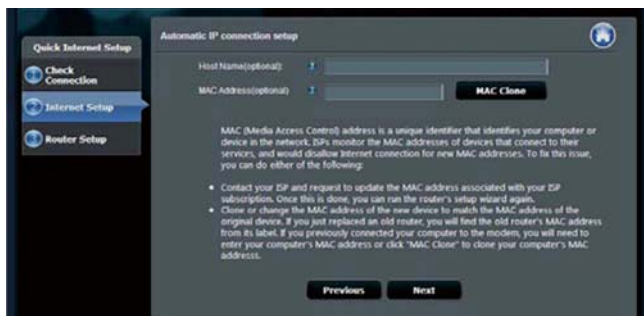 Quick Internet Setup
Check
Connection
Internet Setup
Router Setup
Automatic IP connection setup
Host Name(optional):
MAC Address(optional)
MAC Clone
MAC (Media Access Control) address is a unique identifier that identifies your computer or
device in the network. ISPs monitor the MAC addresses of devices that connect to their
services, and would disallow Internet connection for new MAC addresses. To fix this issue,
you can do either of the following:
• Contact your ISP and request to update the MAC address associated with your ISP
subscription. Once this is done, you can run the router's setup wizard again.
• Clone or change the MAC address of the new device to match the MAC address of the
original device. If you just replaced an old router, you will find the old router's MAC address
from its label. If you previously connected your computer to the modem, you will need to
enter your computer's MAC address or click "MAC Clone" to clone your computer's MAC
addresss.
Previous
Next